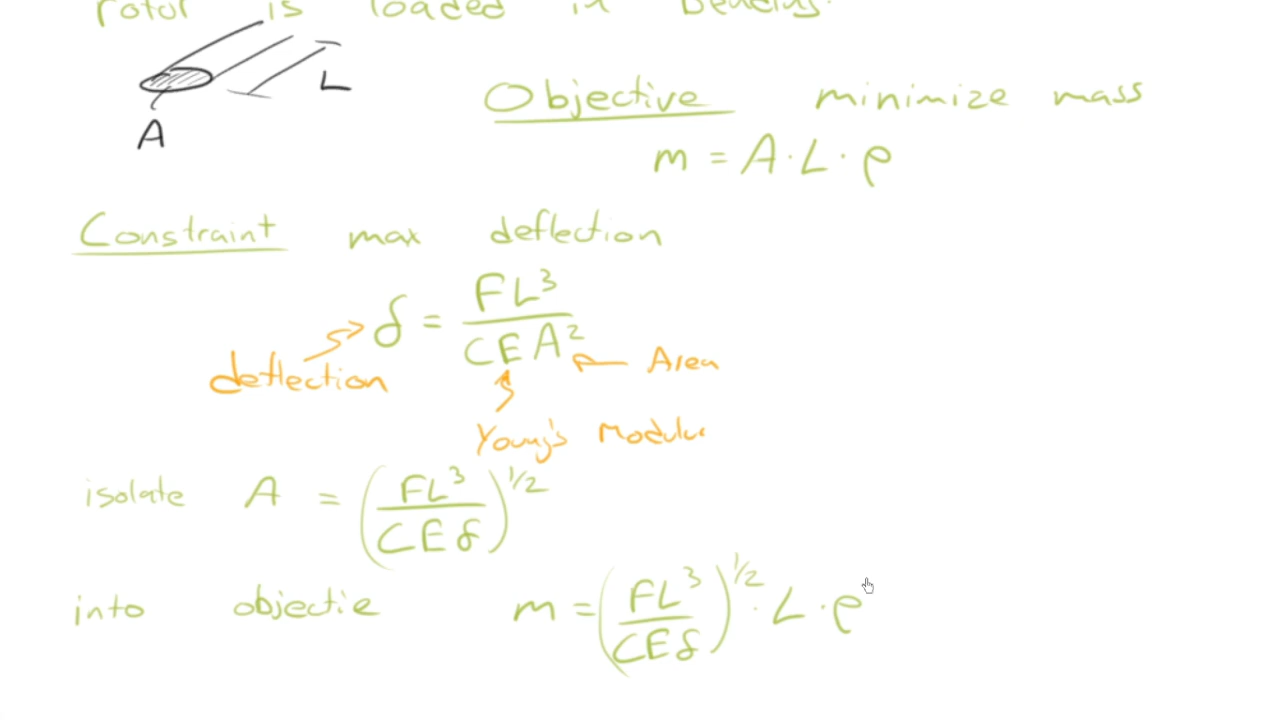 rotor is loaded in bending.
L
A
Objective minimize mass
m = A · L · ρ
Constraint max deflection
δ = FL³ / CEA²
deflection
Area
Young's Modulus
isolate A = (FL³ / CEδ)^1/2
into objectie m = (FL³ / CEδ)^1/2 · L · ρ